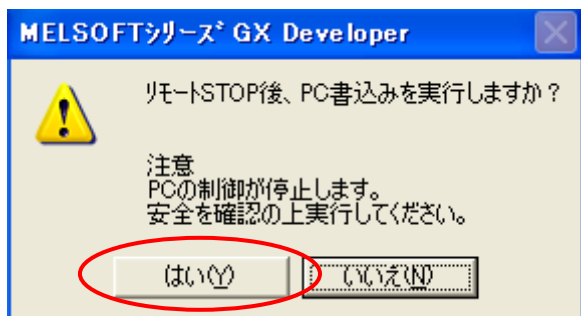 MELSOFTシリーズ GX Developer
リモートSTOP後、PC書込みを実行しますか？
注意
PCの制御が停止します。
安全を確認の上実行してください。
はい(Y)
いいえ(N)